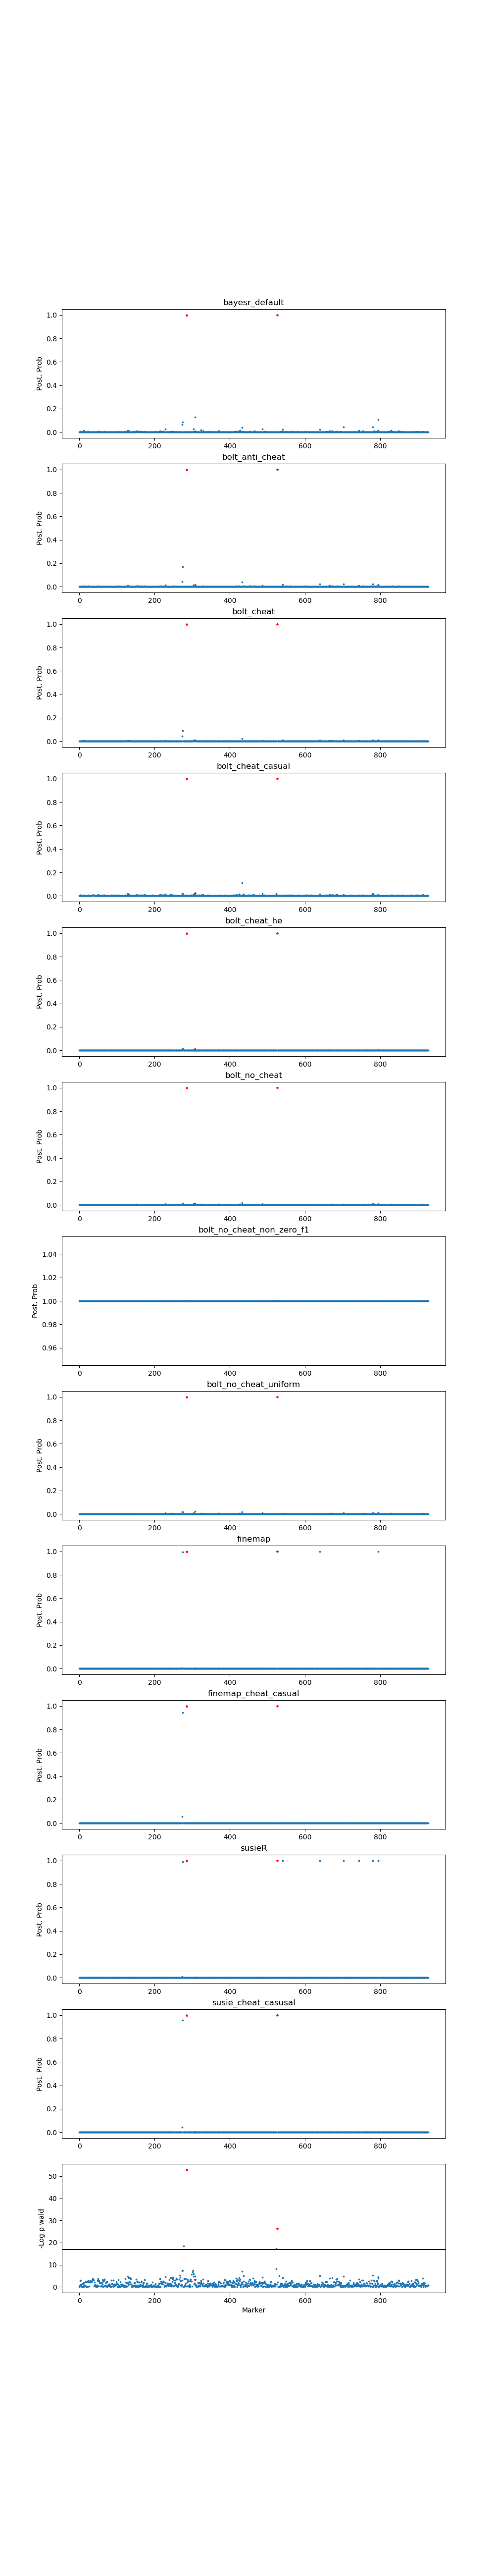 bayesr_default
1.0
0.8
0.6
0.4
0.2
0.0
Post. Prob
0 200 400 600 800
bolt_anti_cheat
1.0
0.8
0.6
0.4
0.2
0.0
Post. Prob
0 200 400 600 800
bolt_cheat
1.0
0.8
0.6
0.4
0.2
0.0
Post. Prob
0 200 400 600 800
bolt_cheat_casual
1.0
0.8
0.6
0.4
0.2
0.0
Post. Prob
0 200 400 600 800
bolt_cheat_he
1.0
0.8
0.6
0.4
0.2
0.0
Post. Prob
0 200 400 600 800
bolt_no_cheat
1.0
0.8
0.6
0.4
0.2
0.0
Post. Prob
0 200 400 600 800
bolt_no_cheat_non_zero_f1
1.04
1.02
1.00
0.98
0.96
Post. Prob
0 200 400 600 800
bolt_no_cheat_uniform
1.0
0.8
0.6
0.4
0.2
0.0
Post. Prob
0 200 400 600 800
finemap
1.0
0.8
0.6
0.4
0.2
0.0
Post. Prob
0 200 400 600 800
finemap_cheat_casual
1.0
0.8
0.6
0.4
0.2
0.0
Post. Prob
0 200 400 600 800
susieR
1.0
0.8
0.6
0.4
0.2
0.0
Post. Prob
0 200 400 600 800
susie_cheat_casusal
1.0
0.8
0.6
0.4
0.2
0.0
Post. Prob
0 200 400 600 800
50
40
30
20
10
0
-Log p wald
0 200 400 600 800
Marker